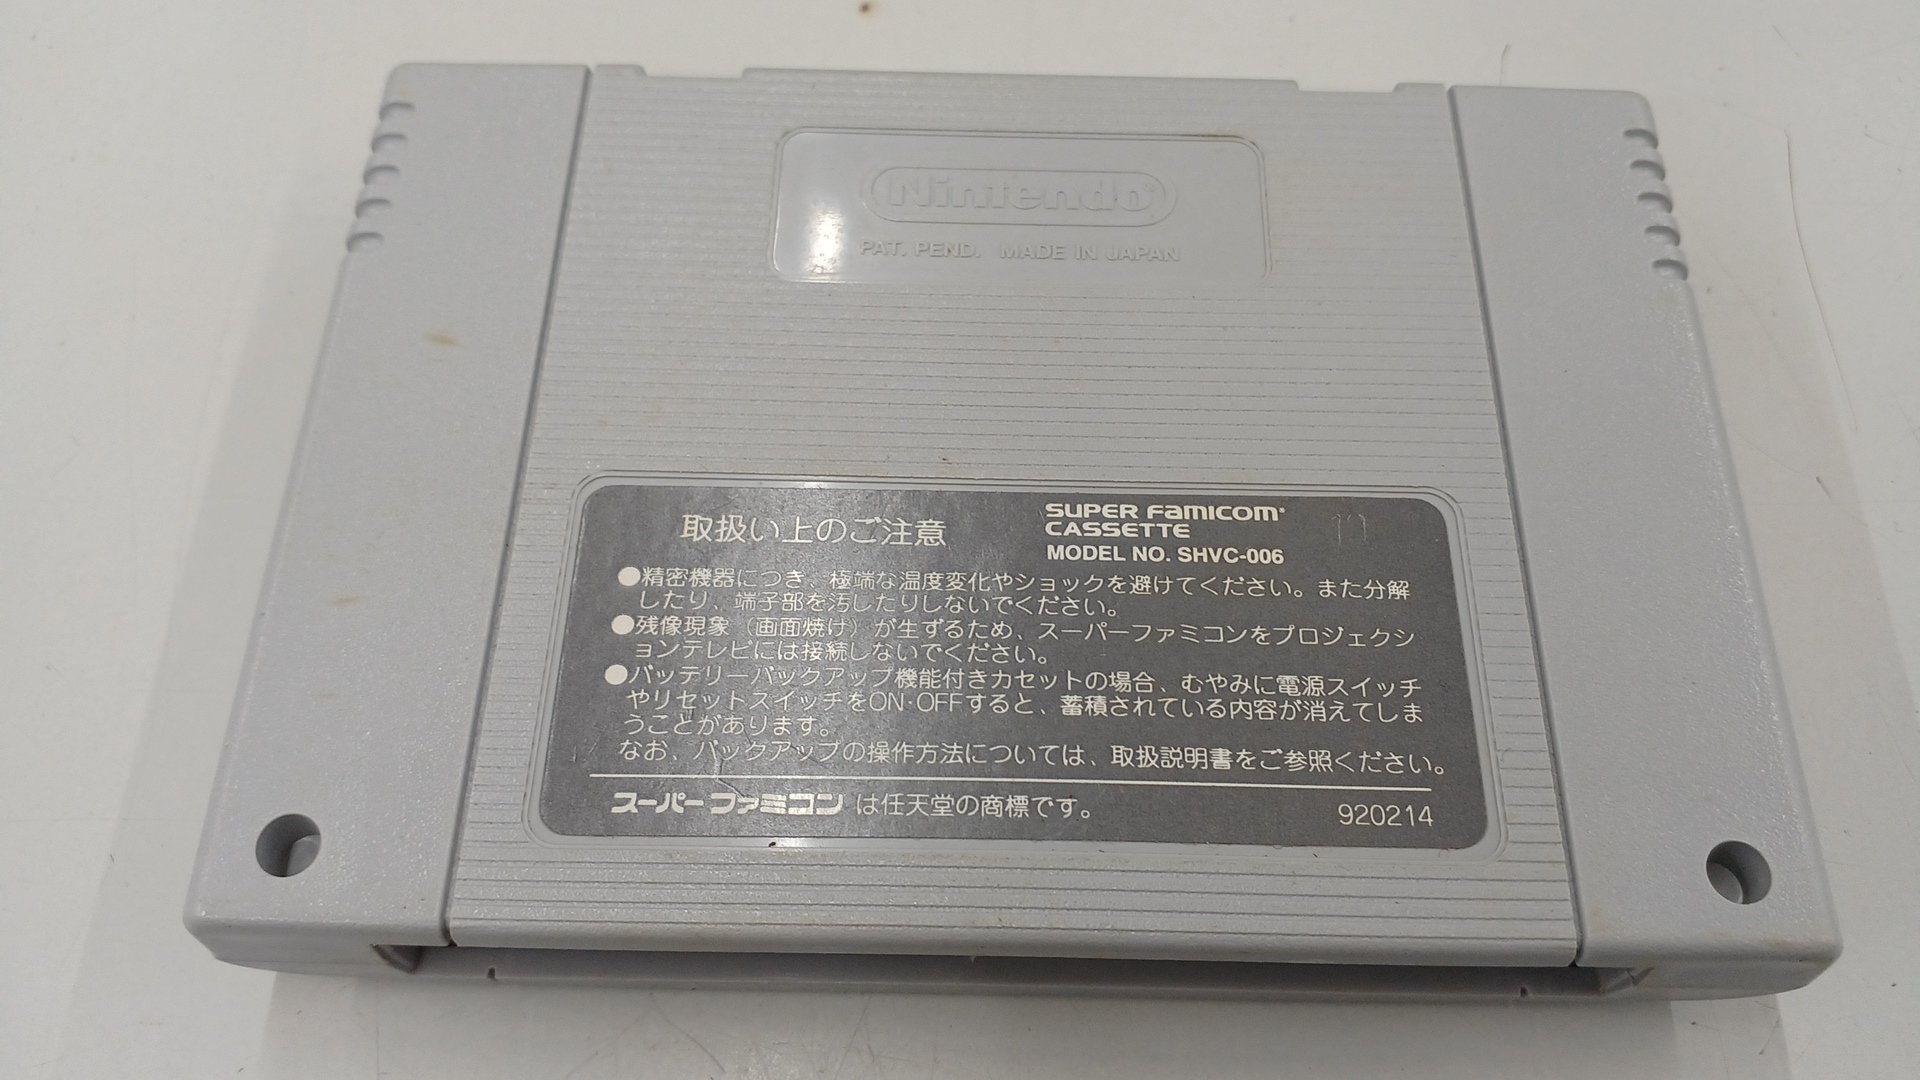 Nintendo
PAT. PEND. MADE IN JAPAN
取扱い上のご注意
SUPER FAMICOM®
CASSETTE
MODEL NO. SHVC-006
●精密機器につき、極端な温度変化やショックを避けてください。また分解
したり、端子部を汚したりしないでください。
●残像現象（画面焼け）が生ずるため、スーパーファミコンをプロジェクシ
ョンテレビには接続しないでください。
●バッテリーバックアップ機能付きカセットの場合、むやみに電源スイッチ
やリセットスイッチをON・OFFすると、蓄積されている内容が消えてしま
うことがあります。
なお、バックアップの操作方法については、取扱説明書をご参照ください。
スーパーファミコンは任天堂の商標です。
920214